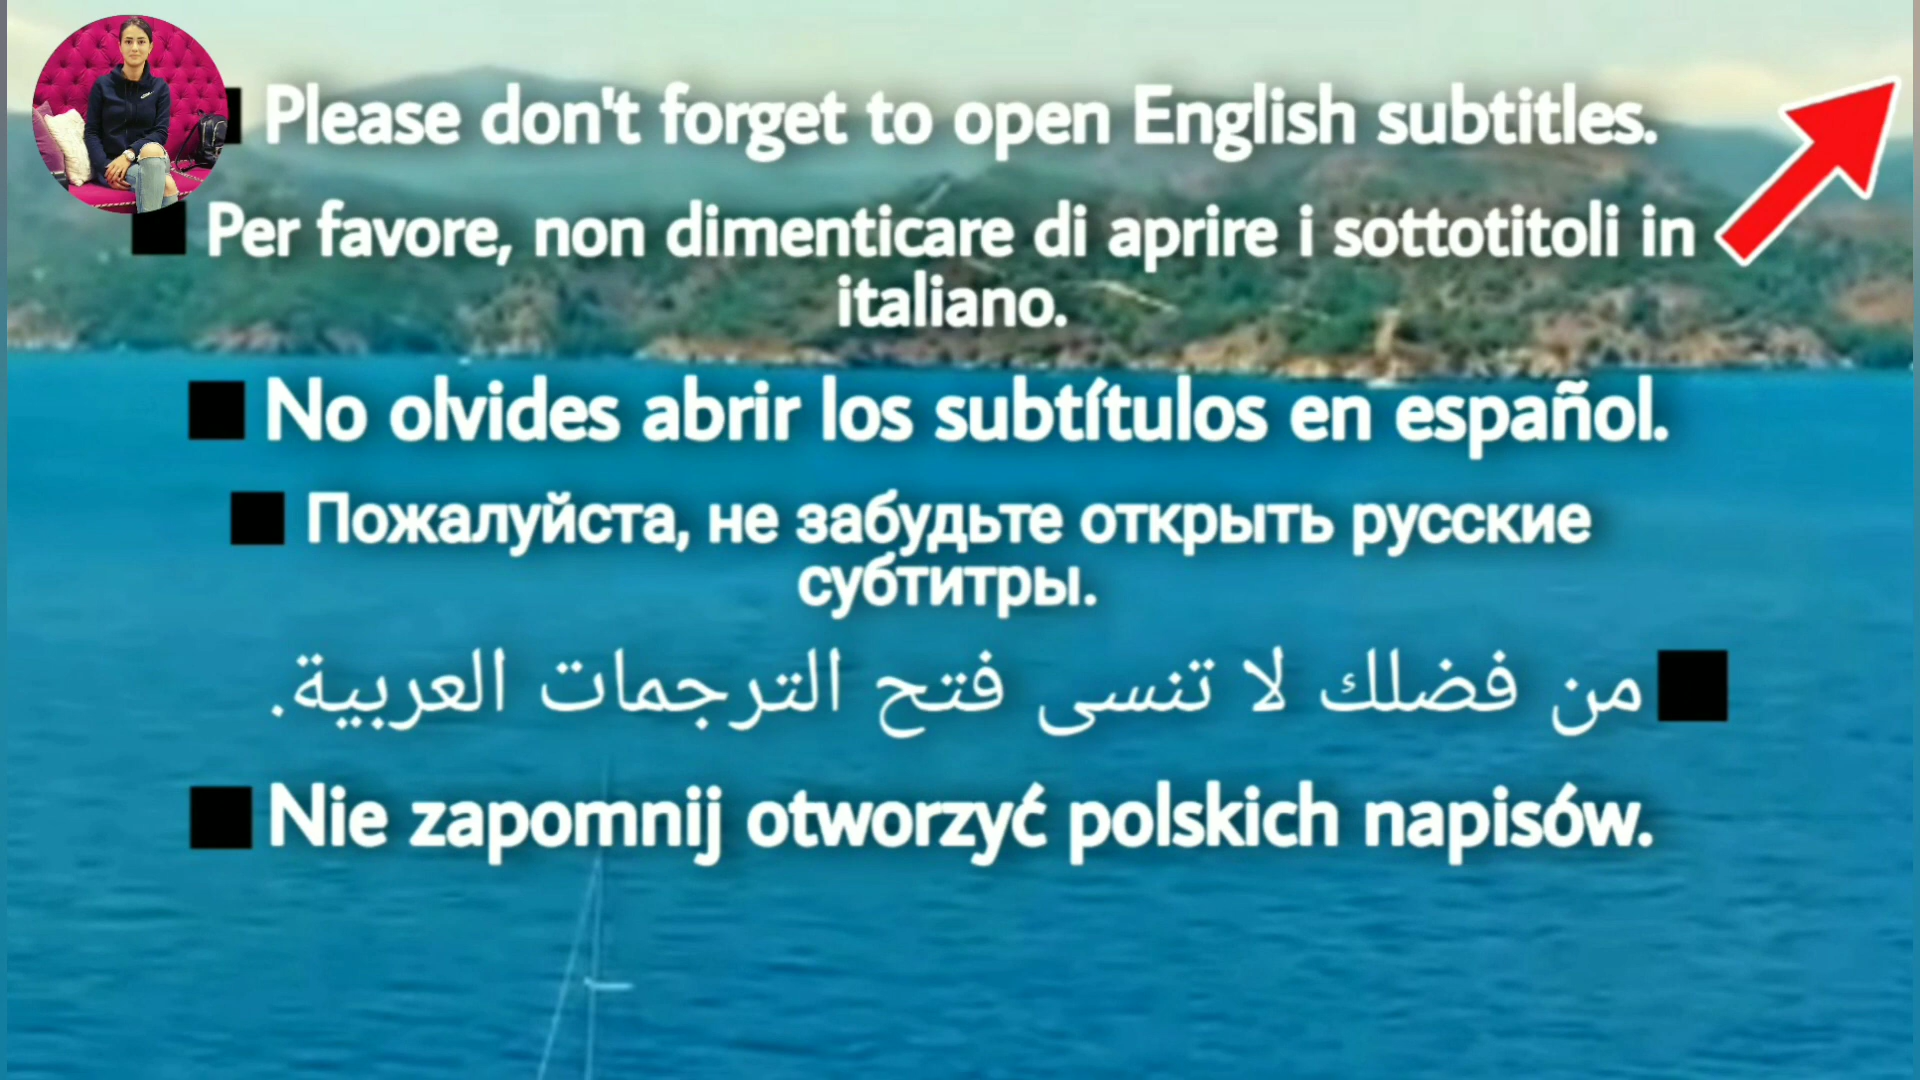 Please don't forget to open English subtitles.
Per favore, non dimenticare di aprire i sottotitoli in
italiano.
No olvides abrir los subtítulos en español.
Пожалуйста, не забудьте открыть русские
субтитры.
من فضلك لا تنسى فتح الترجمات العربية.
Nie zapomnij otworzyć polskich napisów.